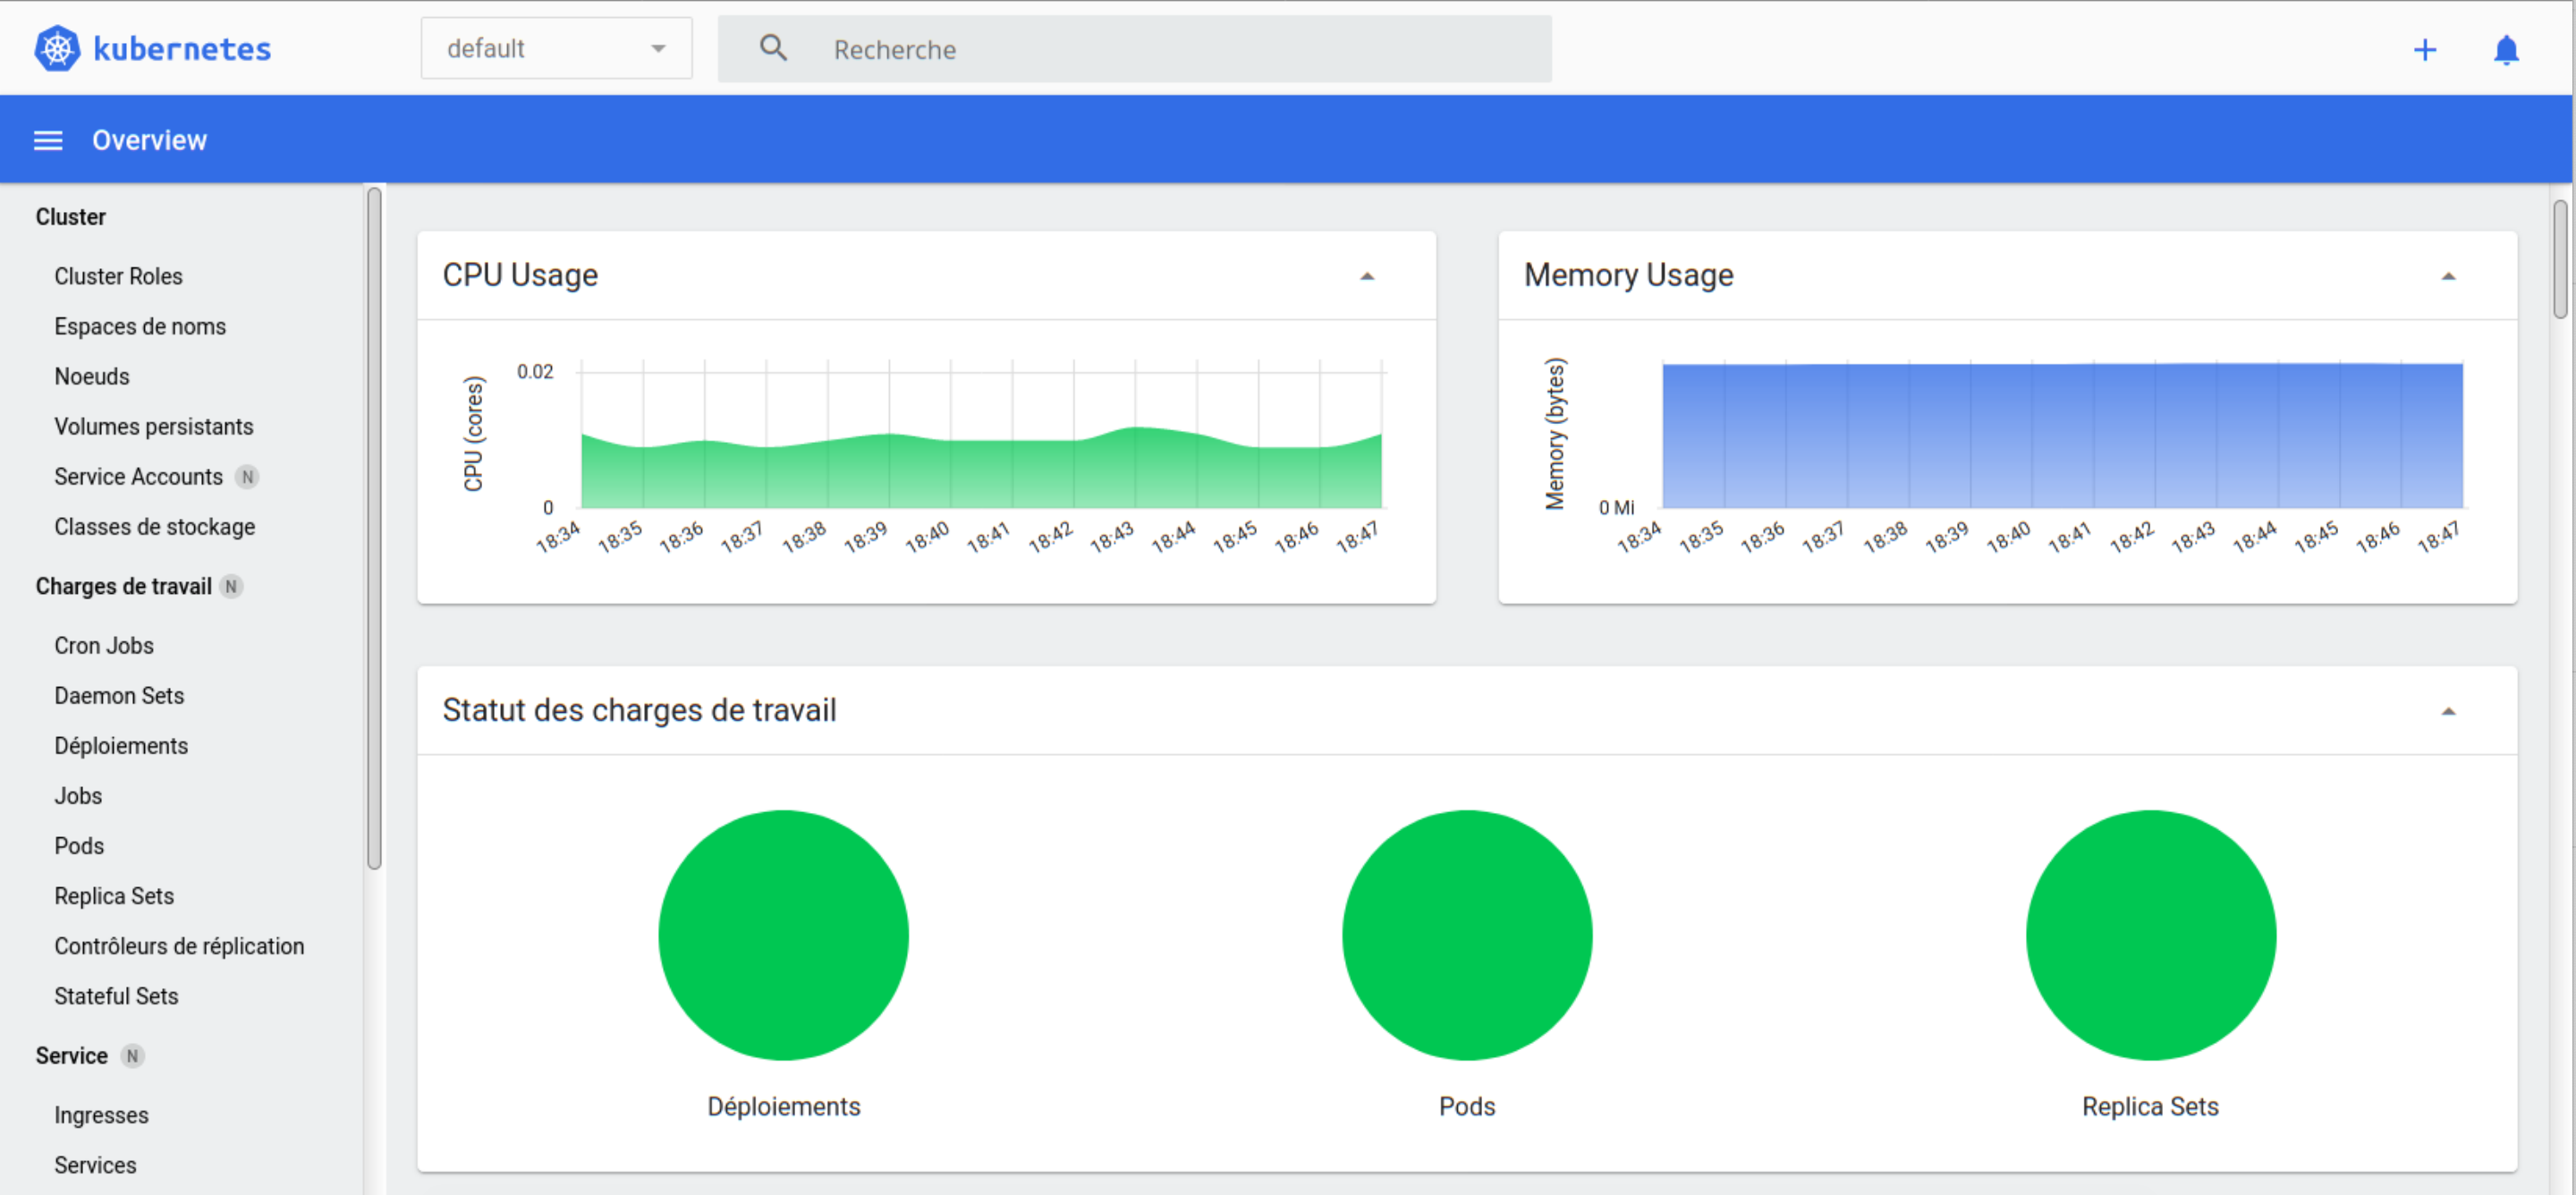 kubernetes
default
Recherche
Overview
Cluster
Cluster Roles
Espaces de noms
Noeuds
Volumes persistants
Service Accounts N
Classes de stockage
Charges de travail N
Cron Jobs
Daemon Sets
Déploiements
Jobs
Pods
Replica Sets
Contrôleurs de réplication
Stateful Sets
Service N
Ingresses
Services
CPU Usage
CPU (cores)
0.02
0
18:34 18:35 18:36 18:37 18:38 18:39 18:40 18:41 18:42 18:43 18:44 18:45 18:46 18:47
Memory Usage
Memory (bytes)
0 Mi
18:34 18:35 18:36 18:37 18:38 18:39 18:40 18:41 18:42 18:43 18:44 18:45 18:46 18:47
Statut des charges de travail
Déploiements
Pods
Replica Sets